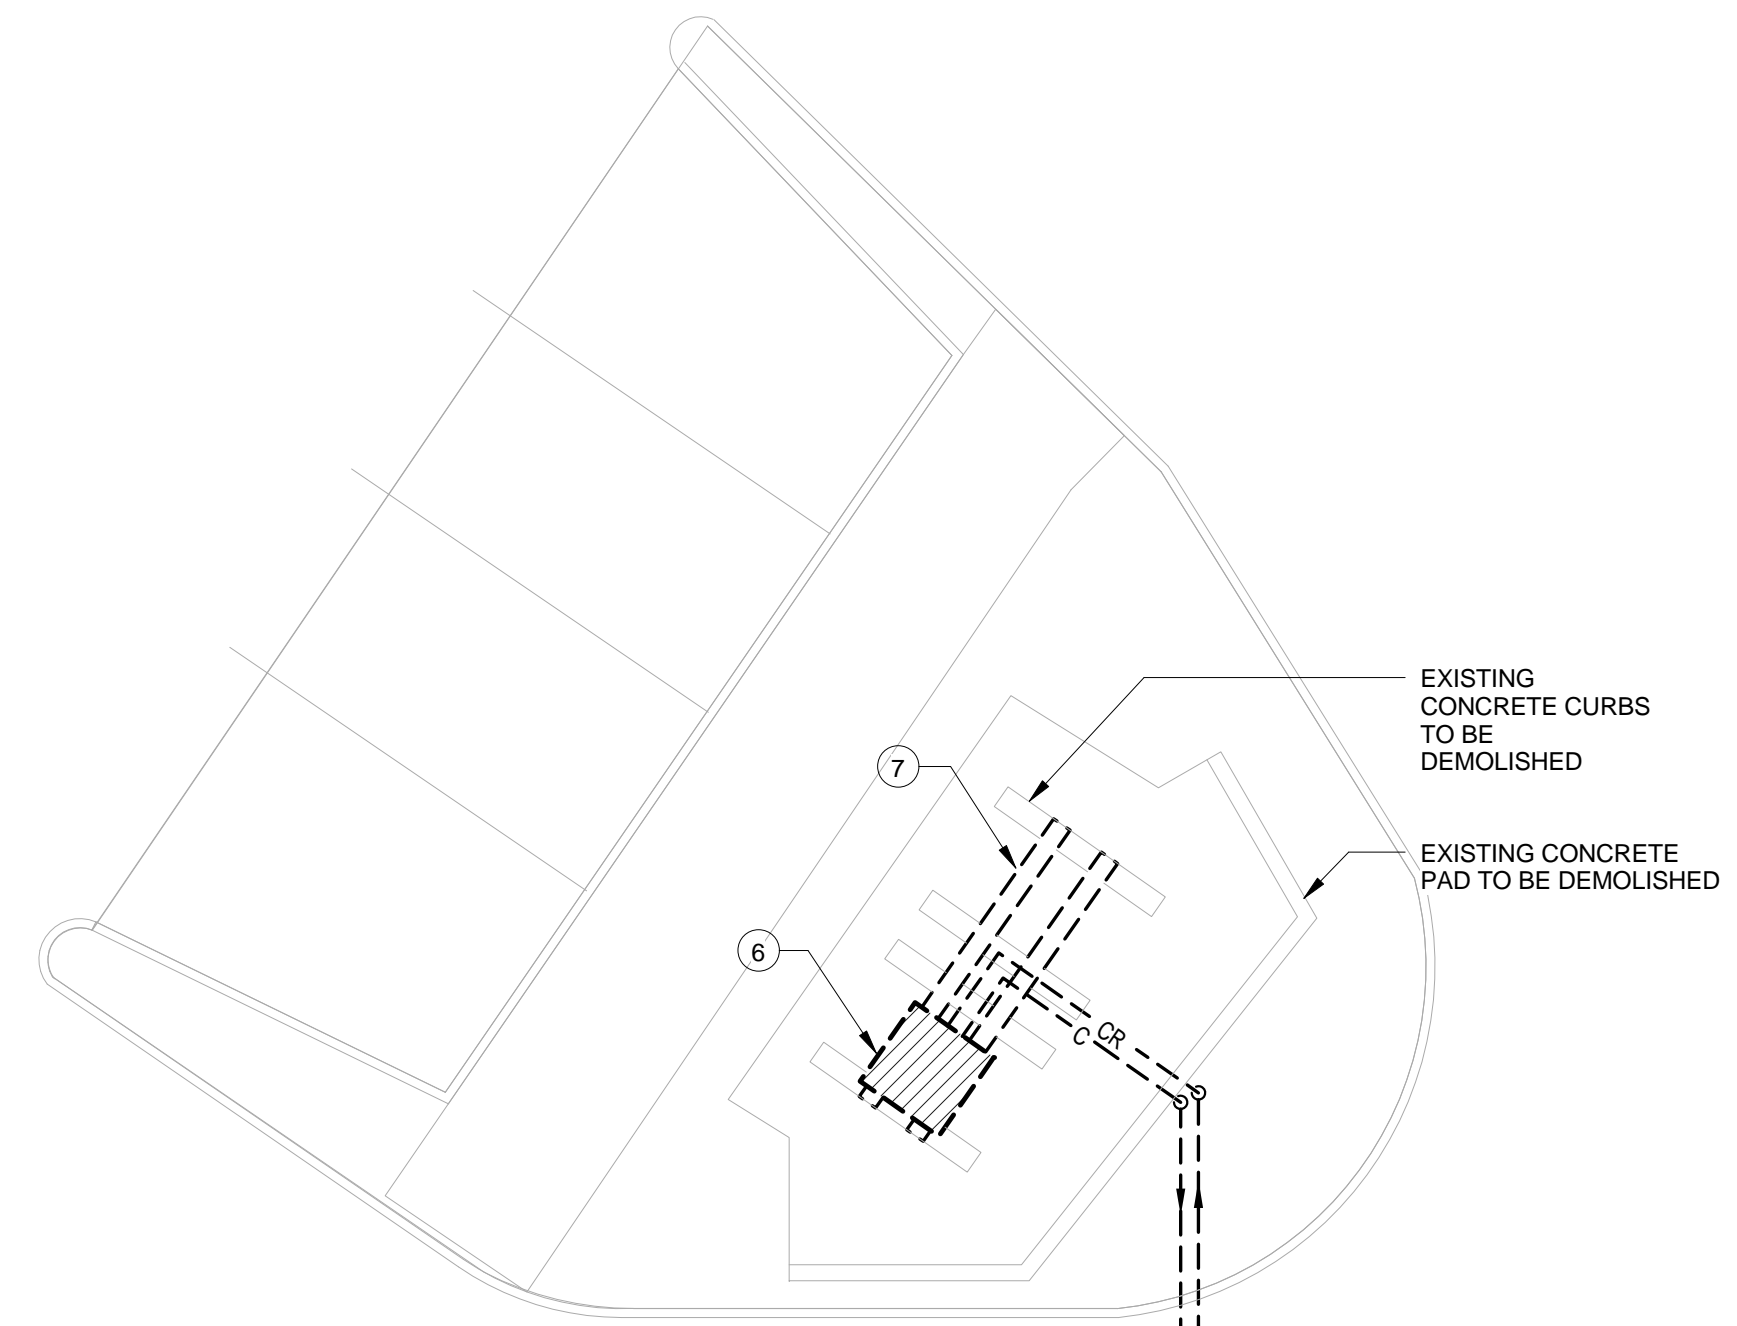 EXISTING
CONCRETE CURBS
TO BE
DEMOLISHED
7
EXISTING CONCRETE
PAD TO BE DEMOLISHED
6
CR
C